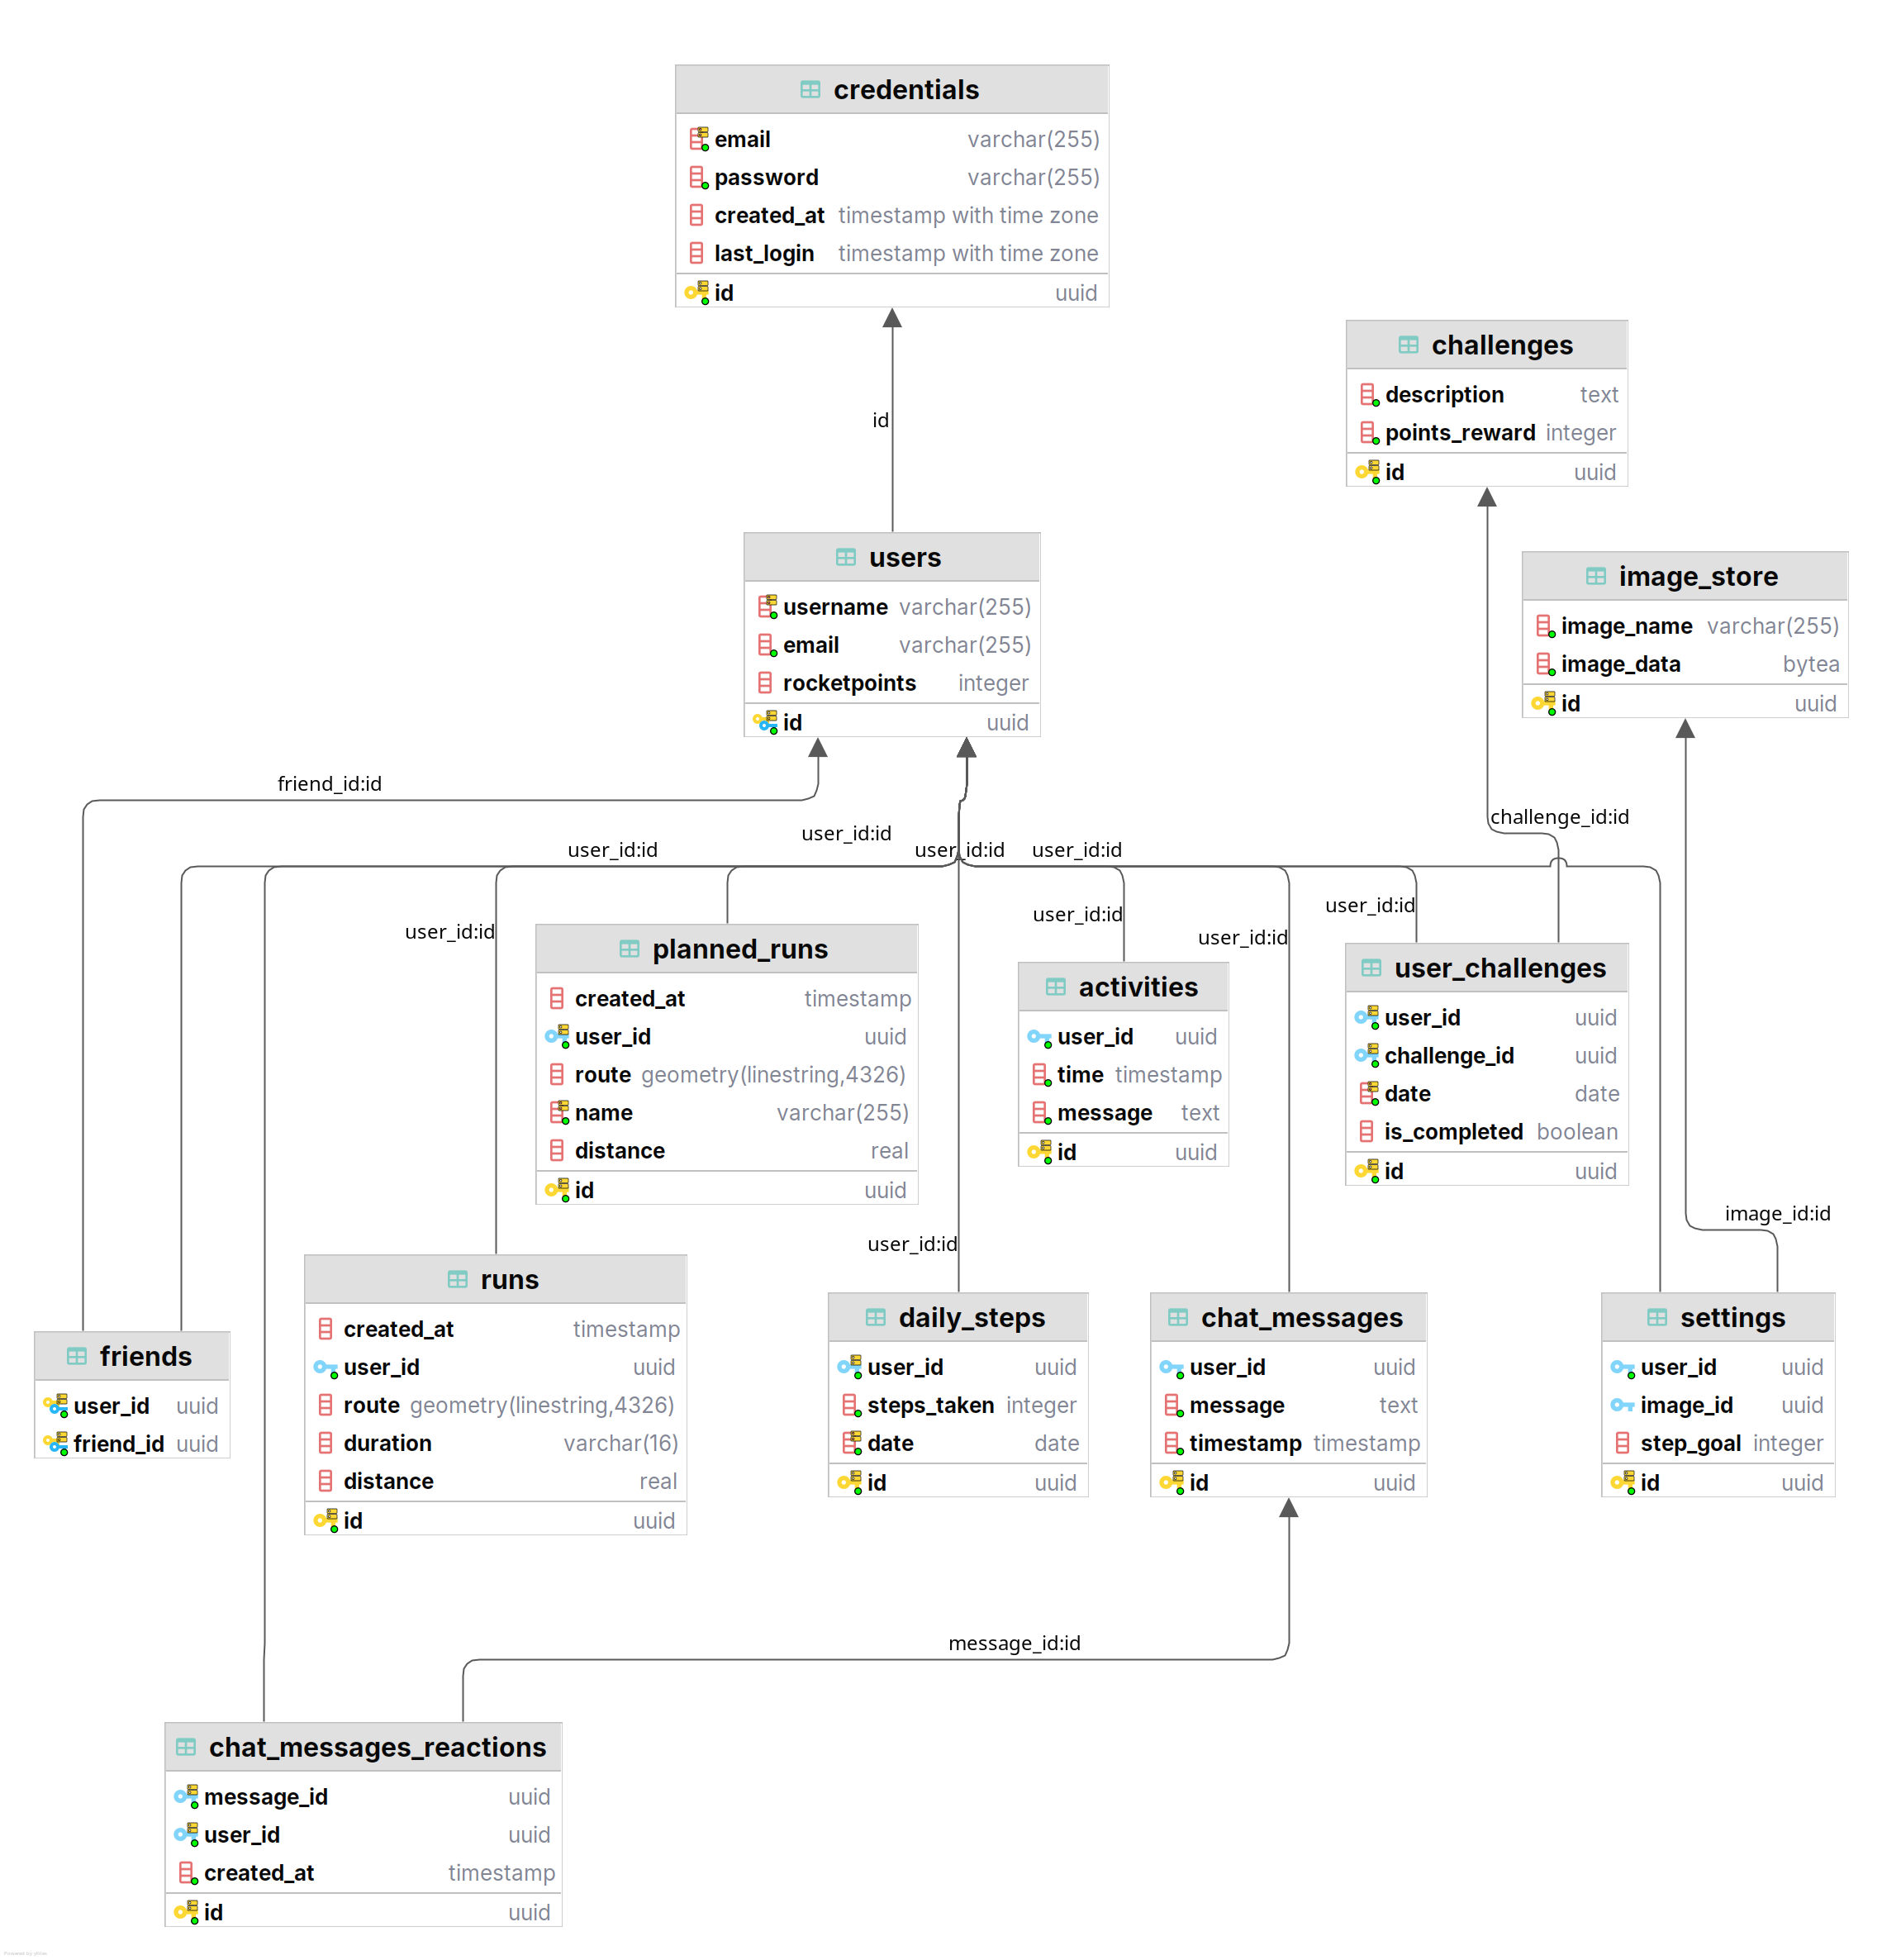 credentials
email varchar(255)
password varchar(255)
created_at timestamp with time zone
last_login timestamp with time zone
id uuid
challenges
description text
points_reward integer
id uuid
id
users
username varchar(255)
email varchar(255)
rocketpoints integer
id uuid
image_store
image_name varchar(255)
image_data bytea
id uuid
friend_id:id
challenge_id:id
user_id:id
user_id:id
user_id:id
user_id:id
user_id:id
user_id:id
user_id:id
user_id:id
planned_runs
created_at timestamp
user_id uuid
route geometry(linestring,4326)
name varchar(255)
distance real
id uuid
activities
user_id uuid
time timestamp
message text
id uuid
user_challenges
user_id uuid
challenge_id uuid
date date
is_completed boolean
id uuid
image_id:id
user_id:id
friends
user_id uuid
friend_id uuid
runs
created_at timestamp
user_id uuid
route geometry(linestring,4326)
duration varchar(16)
distance real
id uuid
daily_steps
user_id uuid
steps_taken integer
date date
id uuid
chat_messages
user_id uuid
message text
timestamp timestamp
id uuid
settings
user_id uuid
image_id uuid
step_goal integer
id uuid
message_id:id
chat_messages_reactions
message_id uuid
user_id uuid
created_at timestamp
id uuid
Powered by yFiles